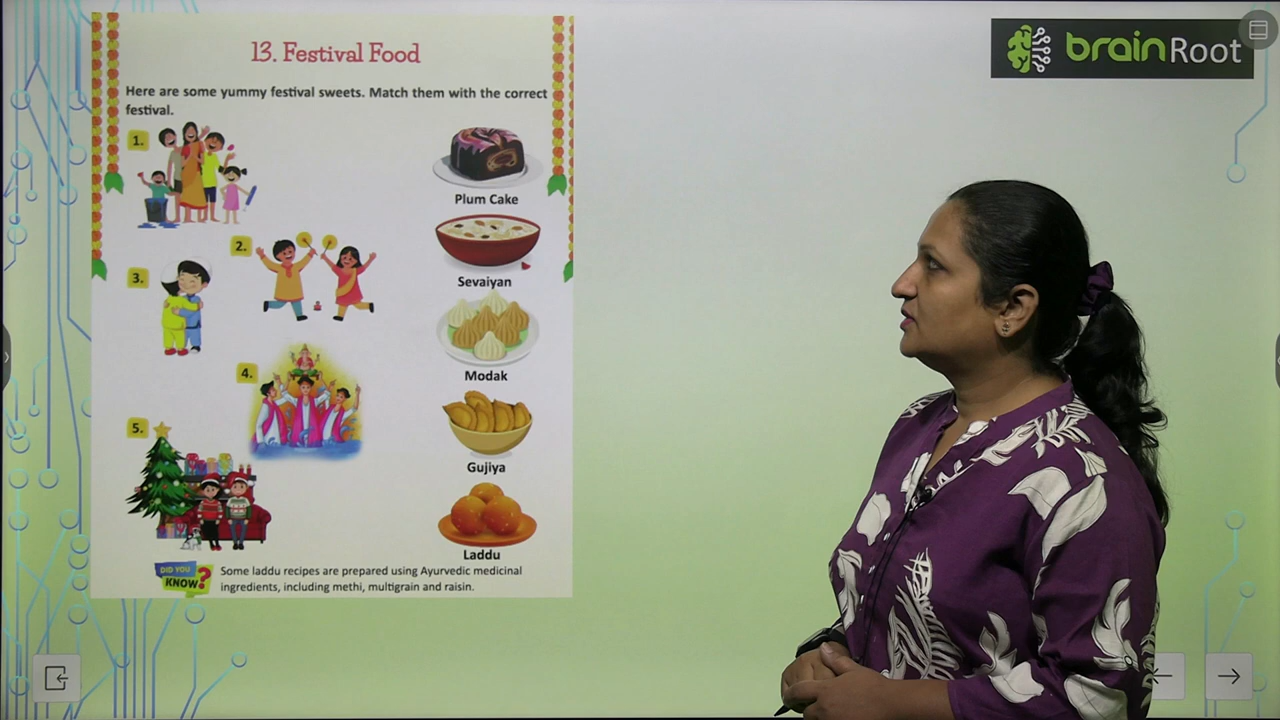 13. Festival Food
brainRoot
Here are some yummy festival sweets. Match them with the correct
festival.
1.
Plum Cake
2.
Sevaiyan
3.
Modak
4.
Gujiya
5.
Laddu
DID YOU
KNOW?
Some laddu recipes are prepared using Ayurvedic medicinal
ingredients, including methi, multigrain and raisin.